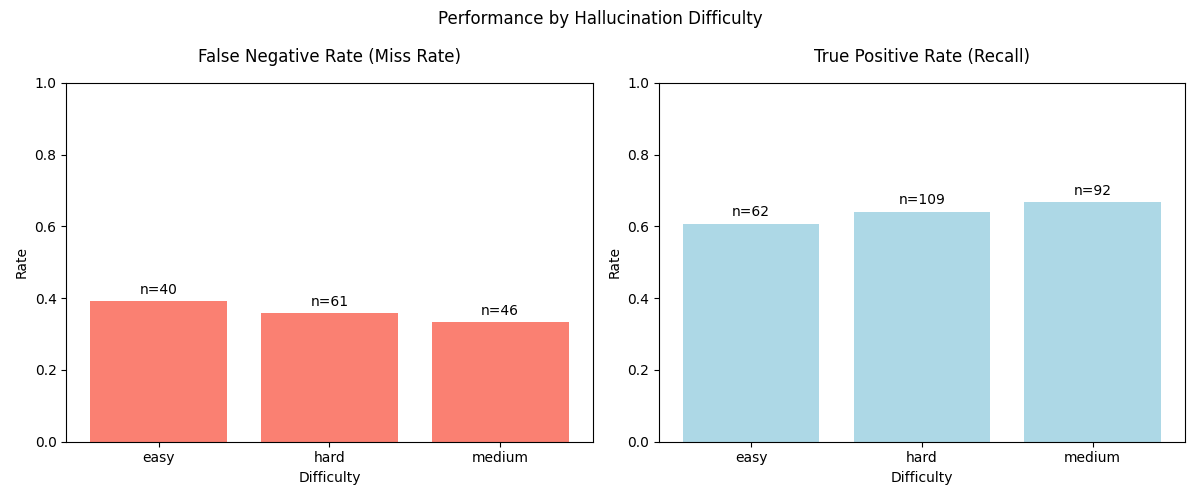 Performance by Hallucination Difficulty
False Negative Rate (Miss Rate)
1.0
0.8
0.6
0.4
0.2
0.0
Rate
n=40
n=61
n=46
easy
hard
medium
Difficulty
True Positive Rate (Recall)
1.0
0.8
0.6
0.4
0.2
0.0
Rate
n=62
n=109
n=92
easy
hard
medium
Difficulty